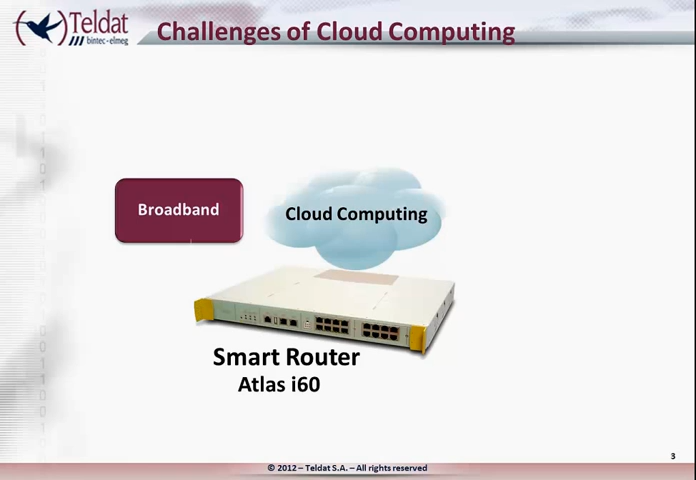 Teldat
bintec-elmeg
Challenges of Cloud Computing
Broadband
Cloud Computing
Smart Router
Atlas i60
3
© 2012 – Teldat S.A. – All rights reserved